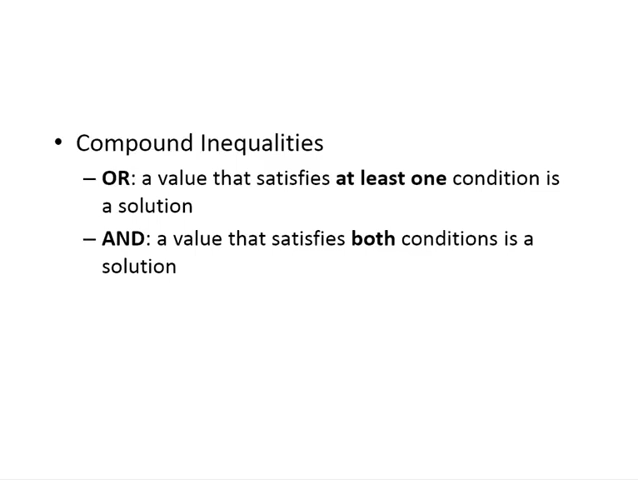 • Compound Inequalities
– OR: a value that satisfies at least one condition is
a solution
– AND: a value that satisfies both conditions is a
solution